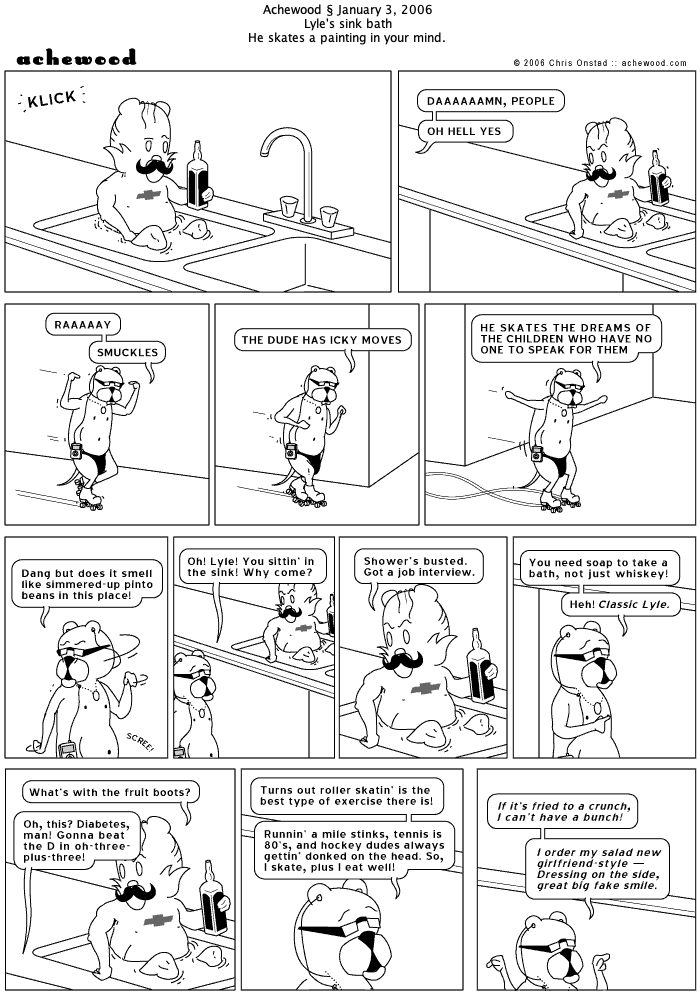 Achewood § January 3, 2006
Lyle's sink bath
He skates a painting in your mind.
achewood
© 2006 Chris Onstad :: achewood.com
KLICK
DAAAAAAMN, PEOPLE
OH HELL YES
RAAAAAY
SMUCKLES
THE DUDE HAS ICKY MOVES
HE SKATES THE DREAMS OF
THE CHILDREN WHO HAVE NO
ONE TO SPEAK FOR THEM
Dang but does it smell
like simmered-up pinto
beans in this place!
SCREE!
Oh! Lyle! You sittin' in
the sink! Why come?
Shower's busted.
Got a job interview.
You need soap to take a
bath, not just whiskey!
Heh! Classic Lyle.
What's with the fruit boots?
Oh, this? Diabetes,
man! Gonna beat
the D in oh-three-
plus-three!
Turns out roller skatin' is the
best type of exercise there is!
Runnin' a mile stinks, tennis is
80's, and hockey dudes always
gettin' donked on the head. So,
I skate, plus I eat well!
If it's fried to a crunch,
I can't have a bunch!
I order my salad new
girlfriend-style —
Dressing on the side,
great big fake smile.